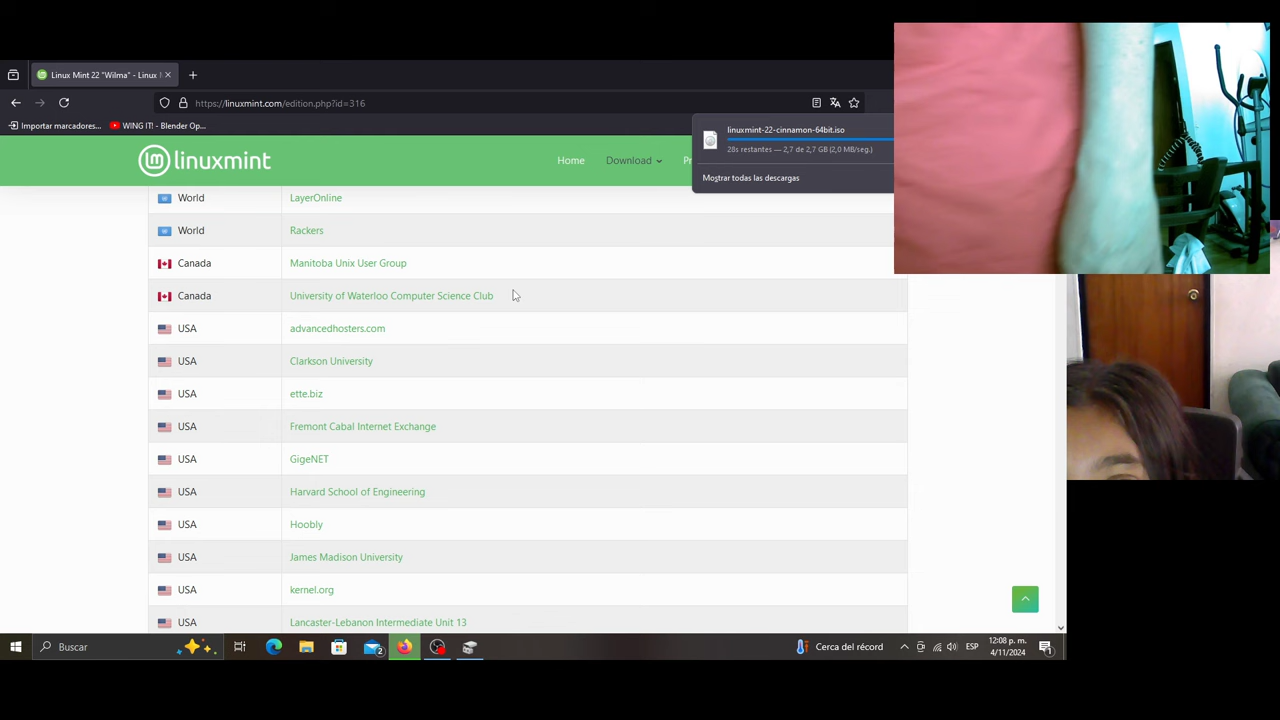 Linux Mint 22 "Wilma" - Linux
https://linuxmint.com/edition.php?id=316
Importar marcadores...
WING IT! - Blender Op...
linuxmint-22-cinnamon-64bit.iso
28s restantes — 2,7 de 2,7 GB (2,0 MB/seg.)
Mostrar todas las descargas
linuxmint
Home
Download
World
LayerOnline
World
Rackers
Canada
Manitoba Unix User Group
Canada
University of Waterloo Computer Science Club
USA
advancedhosters.com
USA
Clarkson University
USA
ette.biz
USA
Fremont Cabal Internet Exchange
USA
GigeNET
USA
Harvard School of Engineering
USA
Hoobly
USA
James Madison University
USA
kernel.org
USA
Lancaster-Lebanon Intermediate Unit 13
Buscar
2
Cerca del récord
ESP
12:08 p. m.
4/11/2024
1